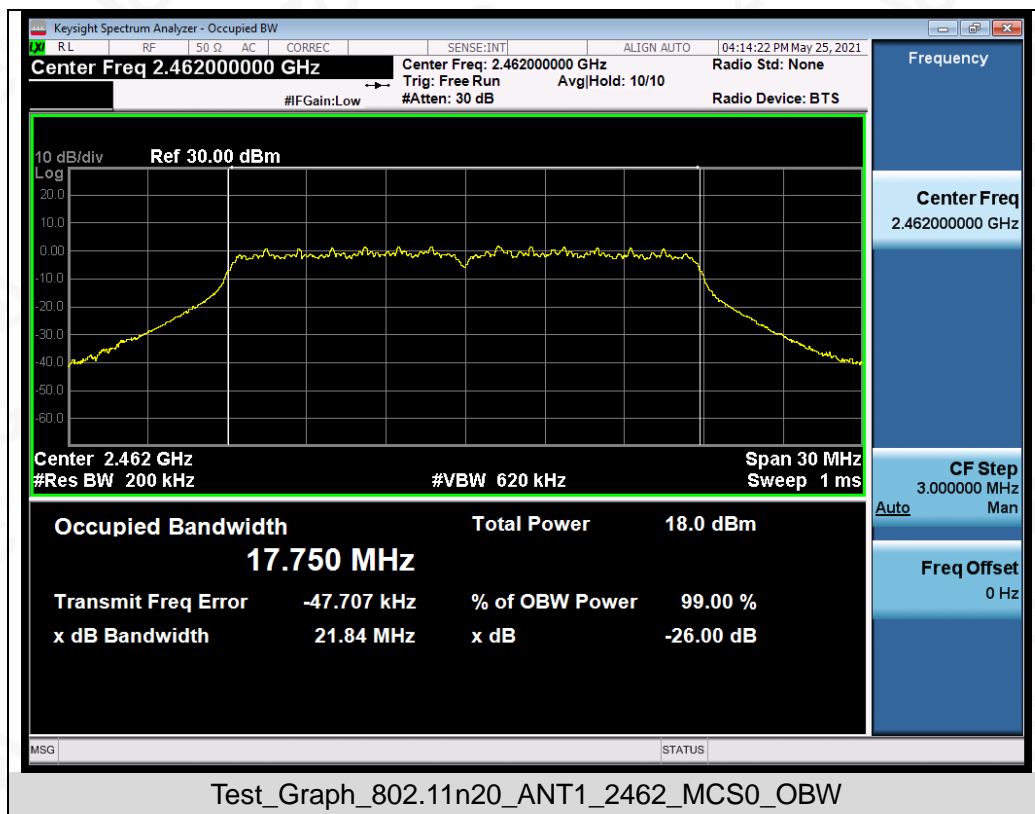 Keysight Spectrum Analyzer - Occupied BW
LXI RL RF 50 Ω AC CORREC SENSE:INT ALIGN AUTO 04:14:22 PM May 25, 2021
Center Freq 2.462000000 GHz
Center Freq: 2.462000000 GHz
Radio Std: None
Trig: Free Run Avg|Hold: 10/10
#IFGain:Low
#Atten: 30 dB
Radio Device: BTS
10 dB/div Ref 30.00 dBm
Log
20.0
10.0
0.00
-10.0
-20.0
-30.0
-40.0
-50.0
-60.0
Center 2.462 GHz Span 30 MHz
#Res BW 200 kHz #VBW 620 kHz Sweep 1 ms
Occupied Bandwidth Total Power 18.0 dBm
17.750 MHz
Transmit Freq Error -47.707 kHz % of OBW Power 99.00 %
x dB Bandwidth 21.84 MHz x dB -26.00 dB
MSG STATUS
Frequency
Center Freq
2.462000000 GHz
CF Step
3.000000 MHz
Auto Man
Freq Offset
0 Hz
Test_Graph_802.11n20_ANT1_2462_MCS0_OBW